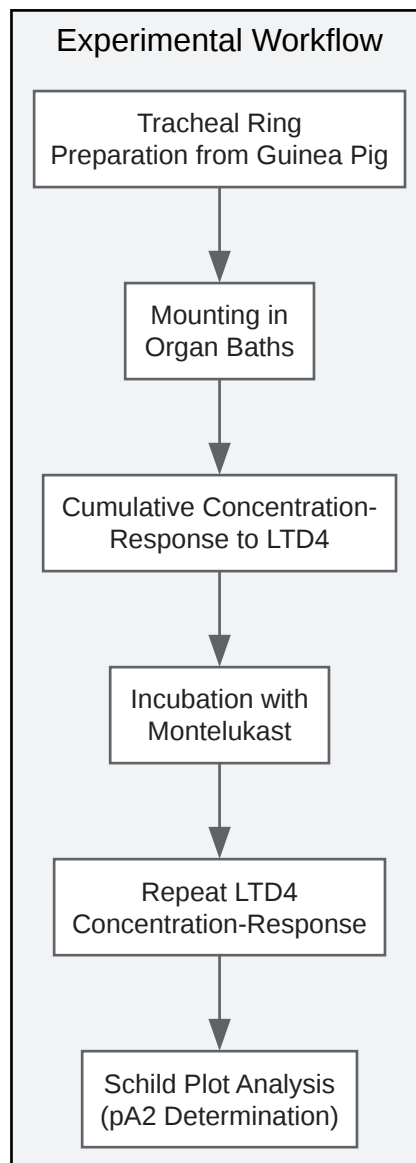 Experimental Workflow
Tracheal Ring
Preparation from Guinea Pig
Mounting in
Organ Baths
Cumulative Concentration-
Response to LTD4
Incubation with
Montelukast
Repeat LTD4
Concentration-Response
Schild Plot Analysis
(pA2 Determination)